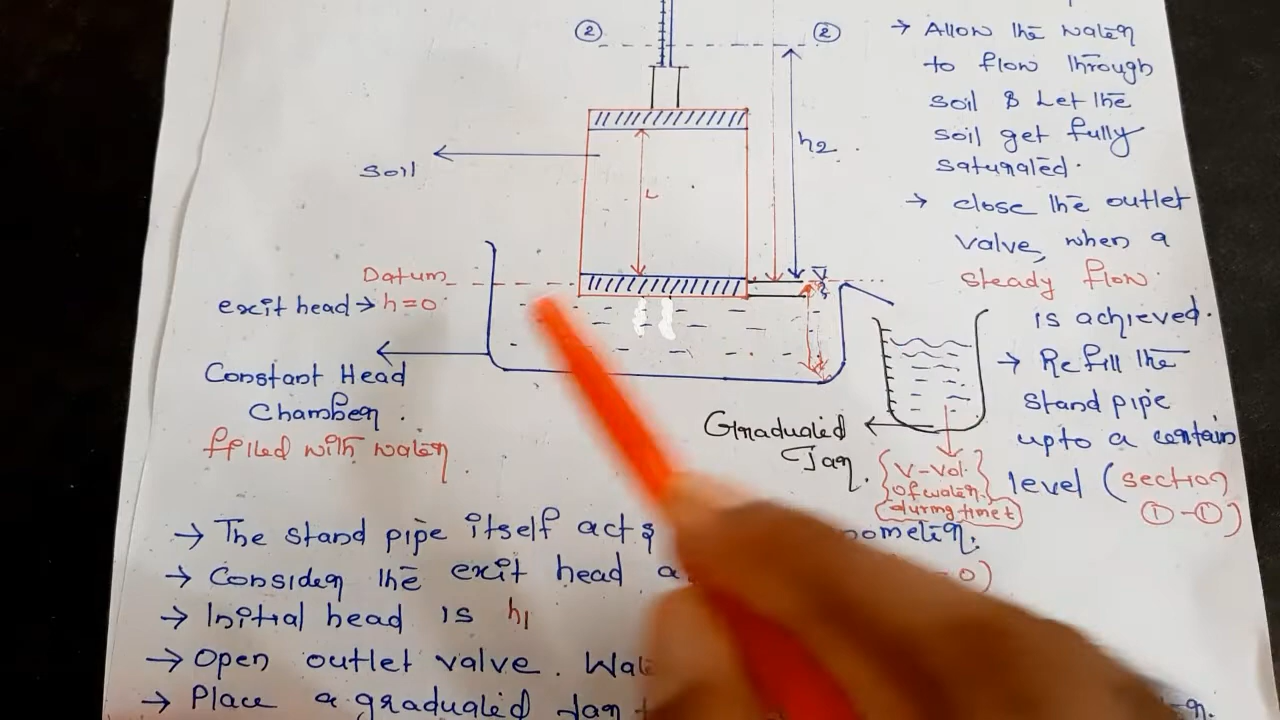 ② ②
h2
soil
L
Datum
exit head → h=0
Constant Head
Chamber.
filled with water.
→ Allow the water
to flow through
soil & Let the
soil get fully
saturated.
→ close the outlet
valve, when a
steady flow
is achieved.
→ Refill the
stand pipe
upto a certain
level (section
①-①)
Graduated
Jar.
V-Vol.
of water
during time t
→ The stand pipe itself acts
→ Consider the exit head
→ Initial head is h1
→ Open outlet valve.
→ Place a graduated Jar